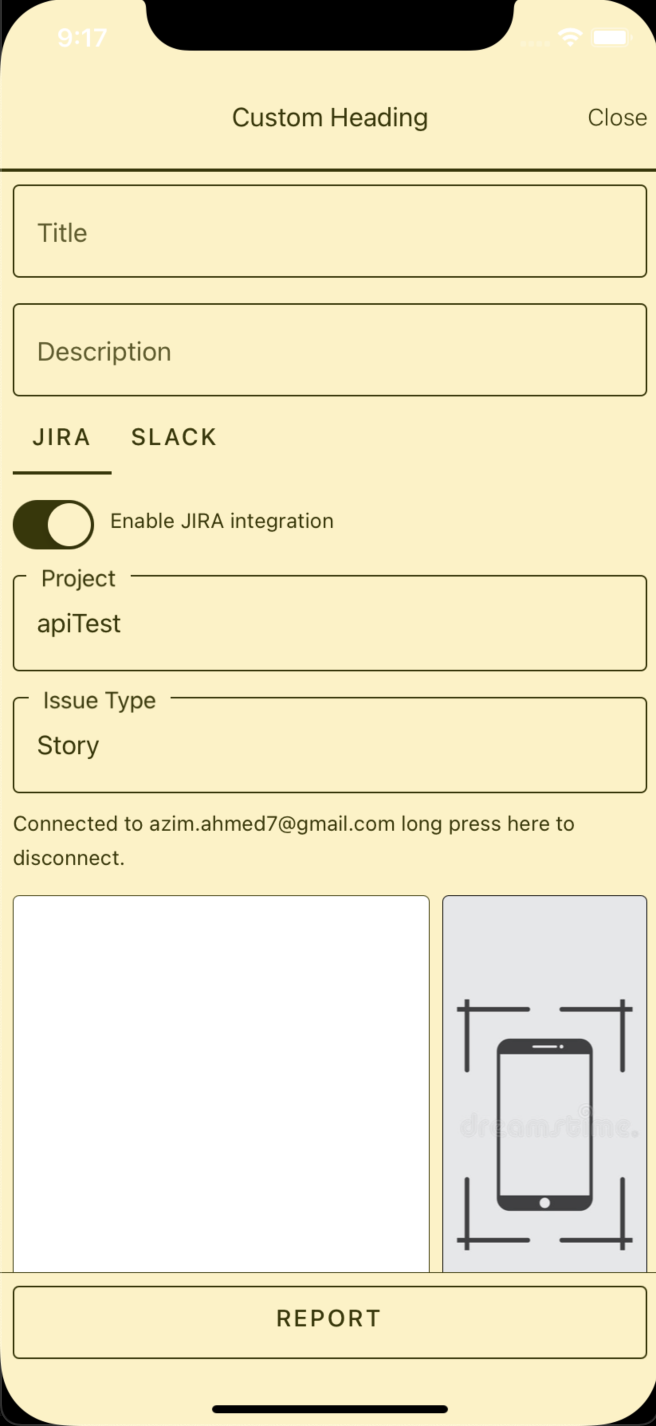 9:17
Custom Heading
Close
Title
Description
JIRA
SLACK
Enable JIRA integration
Project
apiTest
Issue Type
Story
Connected to azim.ahmed7@gmail.com long press here to
disconnect.
dreamstime.
REPORT